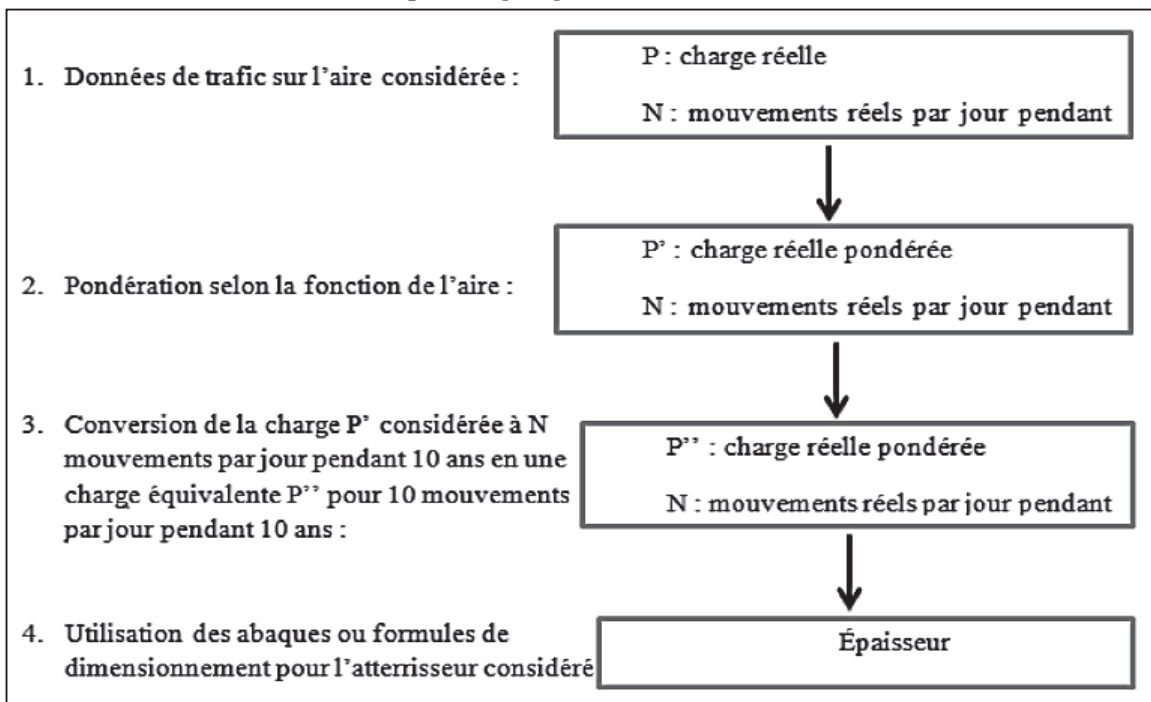 1. Données de trafic sur l'aire considérée :
P : charge réelle
N : mouvements réels par jour pendant
2. Pondération selon la fonction de l'aire :
P' : charge réelle pondérée
N : mouvements réels par jour pendant
3. Conversion de la charge P' considérée à N
mouvements par jour pendant 10 ans en une
charge équivalente P'' pour 10 mouvements
par jour pendant 10 ans :
P'' : charge réelle pondérée
N : mouvements réels par jour pendant
4. Utilisation des abaques ou formules de
dimensionnement pour l'atterrisseur considéré
Épaisseur